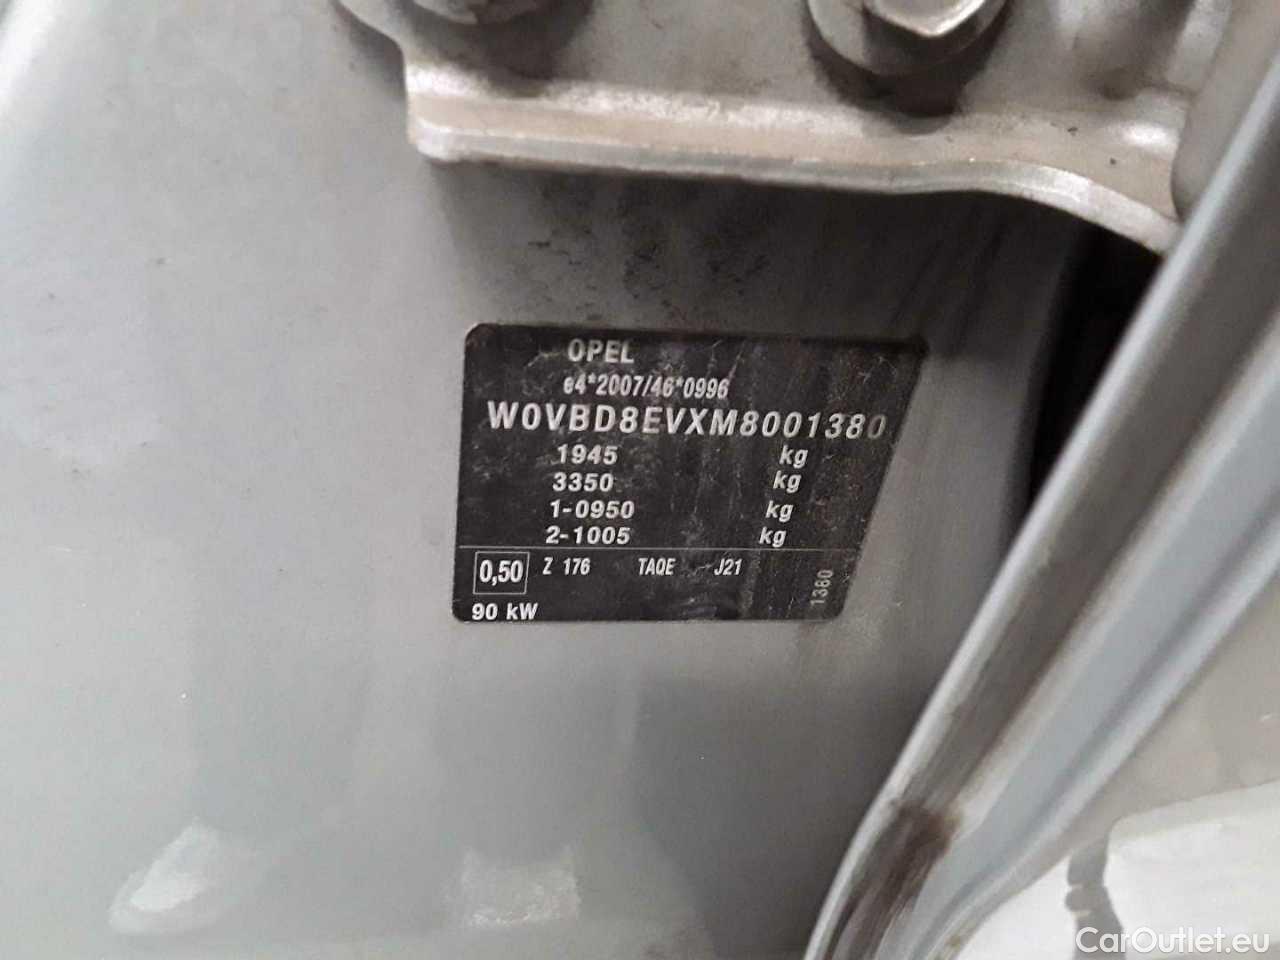 OPEL
e4*2007/46*0996
W0VBD8EVXM8001380
1945 kg
3350 kg
1-0950 kg
2-1005 kg
0,50 Z 176 TAQE J21
1380
90 kW
CarOutlet.eu